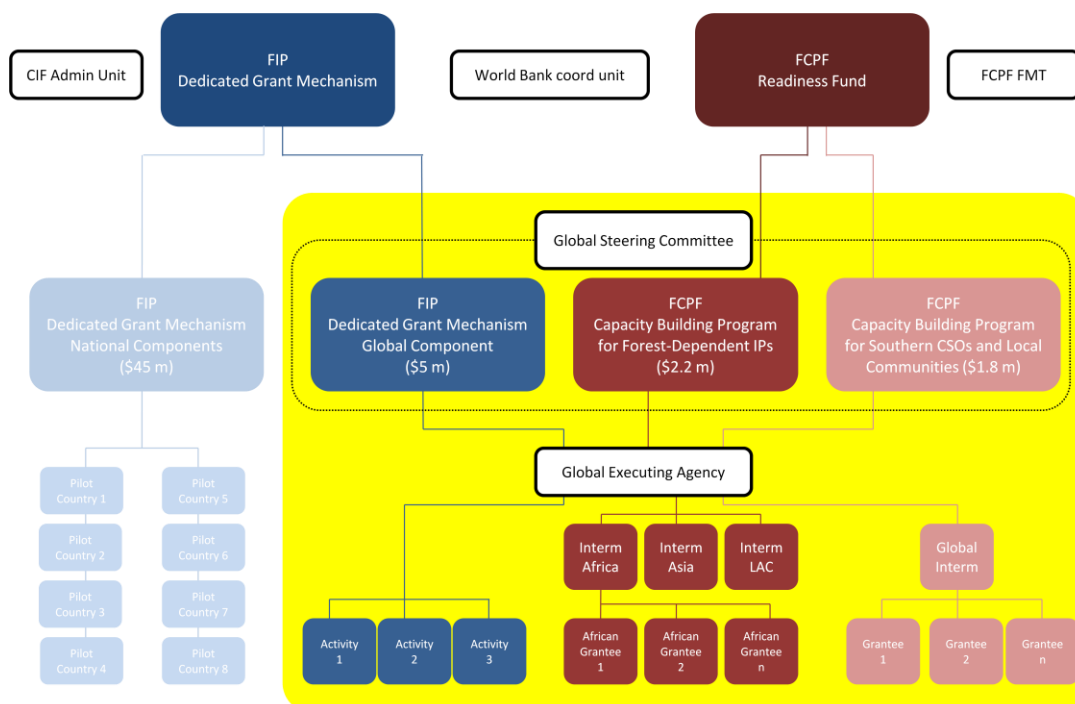 CIF Admin Unit
FIP
Dedicated Grant Mechanism
World Bank coord unit
FCPF
Readiness Fund
FCPF FMT
Global Steering Committee
FIP
Dedicated Grant Mechanism
National Components
($45 m)
FIP
Dedicated Grant Mechanism
Global Component
($5 m)
FCPF
Capacity Building Program
for Forest-Dependent IPs
($2.2 m)
FCPF
Capacity Building Program
for Southern CSOs and Local
Communities ($1.8 m)
Global Executing Agency
Pilot
Country 1
Pilot
Country 5
Pilot
Country 2
Pilot
Country 6
Pilot
Country 3
Pilot
Country 7
Pilot
Country 4
Pilot
Country 8
Interm
Africa
Interm
Asia
Interm
LAC
Global
Interm
Activity
1
Activity
2
Activity
3
African
Grantee
1
African
Grantee
2
African
Grantee
n
Grantee
1
Grantee
2
Grantee
n